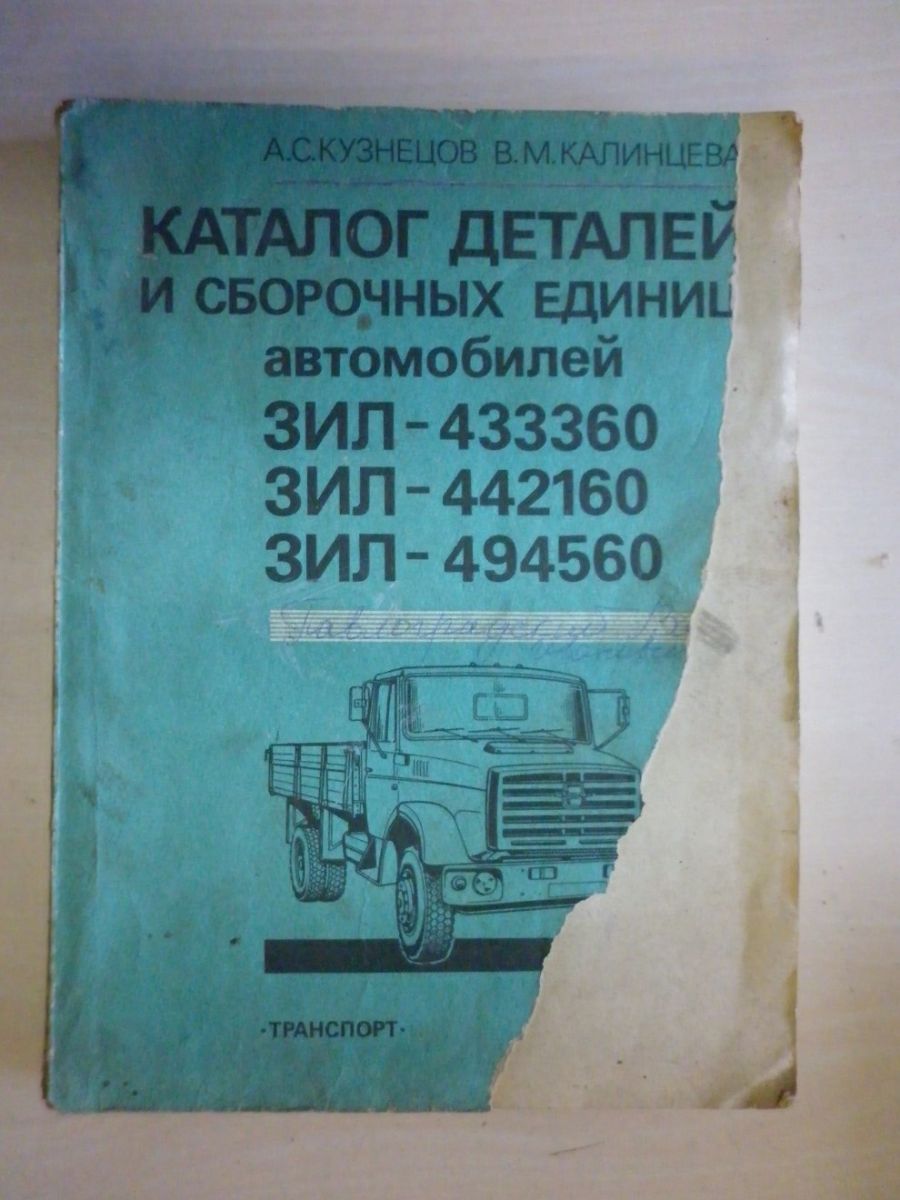 А.С.КУЗНЕЦОВ В.М.КАЛИНЦЕВА
КАТАЛОГ ДЕТАЛЕЙ
И СБОРОЧНЫХ ЕДИНИЦ
автомобилей
ЗИЛ-433360
ЗИЛ-442160
ЗИЛ-494560
·ТРАНСПОРТ·